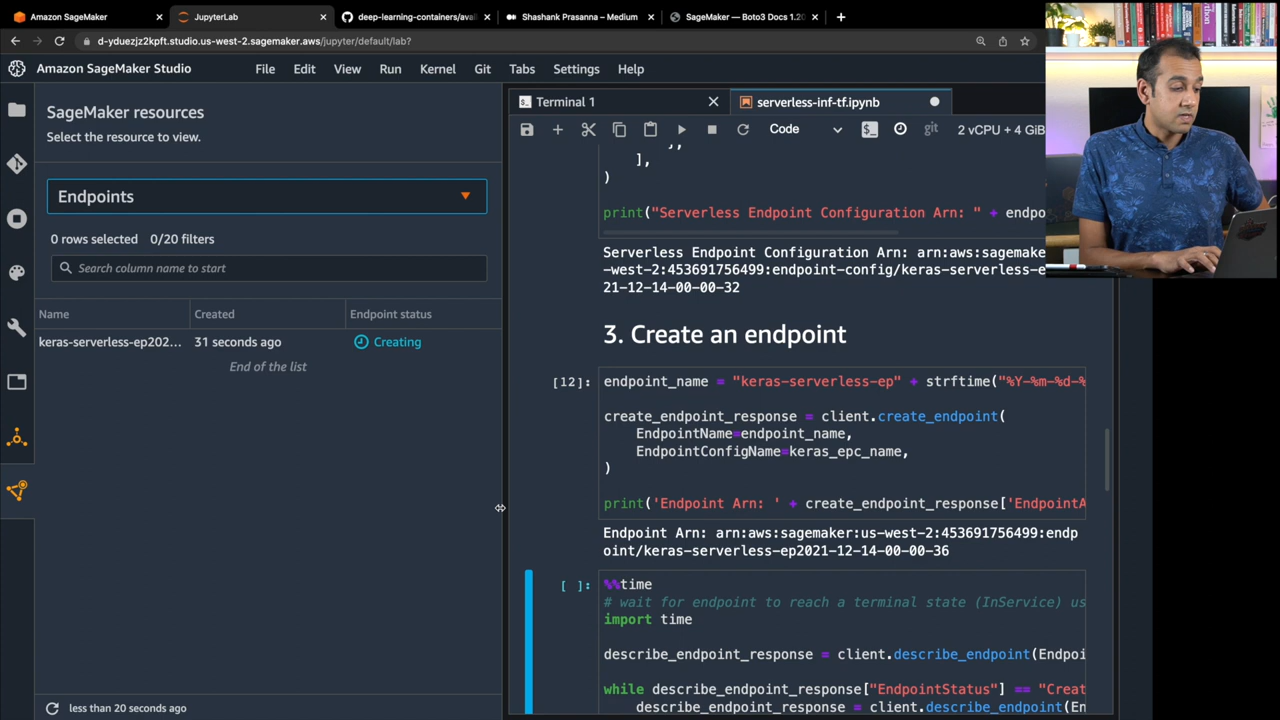 Amazon SageMaker
JupyterLab
deep-learning-containers/avai
Shashank Prasanna – Medium
SageMaker — Boto3 Docs 1.20
d-yduezjz2kpft.studio.us-west-2.sagemaker.aws/jupyter/default/lab?
Amazon SageMaker Studio
File Edit View Run Kernel Git Tabs Settings Help
SageMaker resources
Select the resource to view.
Endpoints
0 rows selected 0/20 filters
Search column name to start
Name Created Endpoint status
keras-serverless-ep202... 31 seconds ago Creating
End of the list
less than 20 seconds ago
Terminal 1
serverless-inf-tf.ipynb
Code git 2 vCPU + 4 GiB
],
],
)
print("Serverless Endpoint Configuration Arn: " + endpo
Serverless Endpoint Configuration Arn: arn:aws:sagema
-west-2:453691756499:endpoint-config/keras-serverless-e
21-12-14-00-00-32
3. Create an endpoint
[12]: endpoint_name = "keras-serverless-ep" + strftime("%Y-%m-%d-%
create_endpoint_response = client.create_endpoint(
EndpointName=endpoint_name,
EndpointConfigName=keras_epc_name,
)
print('Endpoint Arn: ' + create_endpoint_response['EndpointA
Endpoint Arn: arn:aws:sagemaker:us-west-2:453691756499:endp
oint/keras-serverless-ep2021-12-14-00-00-36
[ ]: %%time
# wait for endpoint to reach a terminal state (InService) us
import time
describe_endpoint_response = client.describe_endpoint(Endpoi
while describe_endpoint_response["EndpointStatus"] == "Creat
describe_endpoint_response = client.describe_endpoint(En